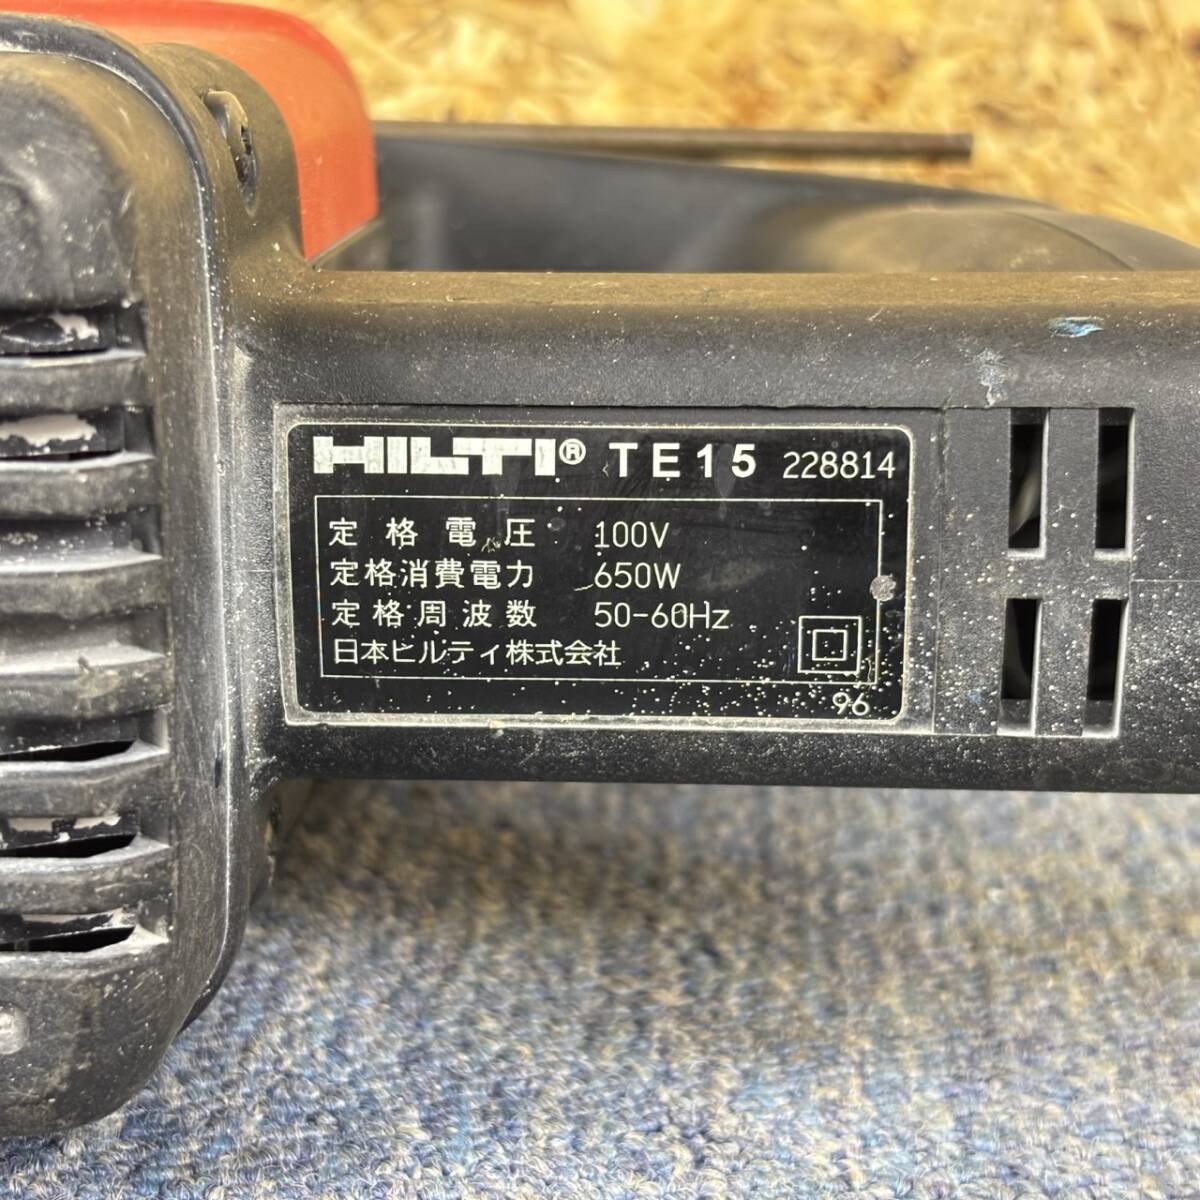 HILTI® TE15 228814
定格電圧 100V
定格消費電力 650W
定格周波数 50-60Hz
日本ヒルティ株式会社
96